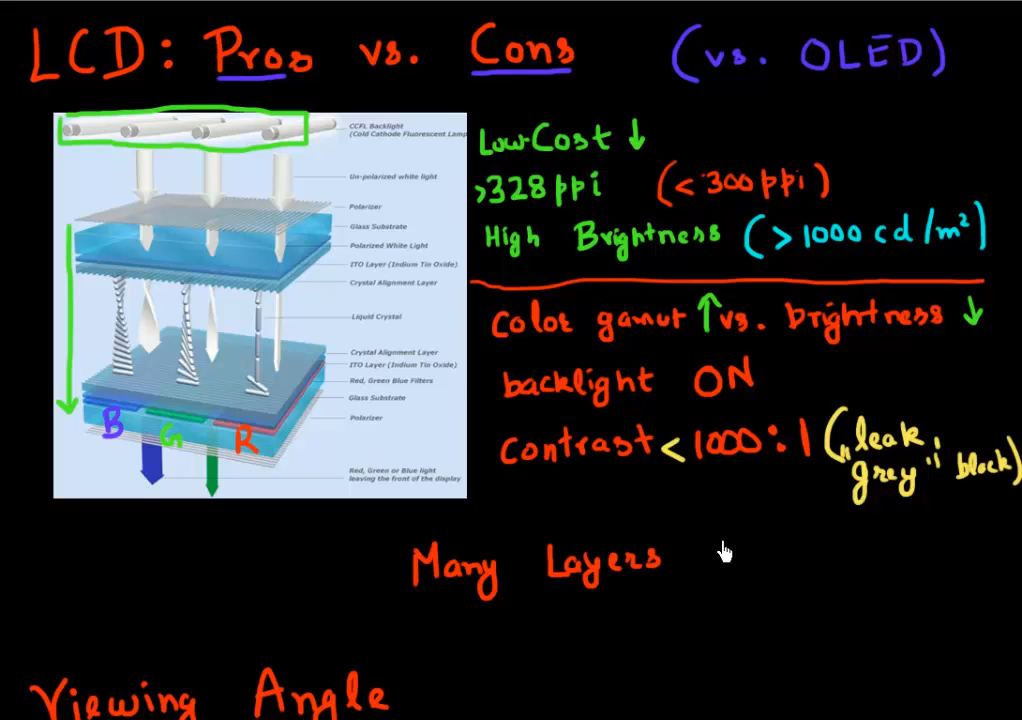 LCD: Pros vs. Cons (vs. OLED)
CCFL Backlight
(Cold Cathode Fluorescent Lamp
Un-polarized white light
Polarizer
Glass Substrate
Polarized White Light
ITO Layer (Indium Tin Oxide)
Crystal Alignment Layer
Liquid Crystal
Crystal Alignment Layer
ITO Layer (Indium Tin Oxide)
Red, Green Blue Filters
Glass Substrate
Polarizer
B G R
Red, Green or Blue light
leaving the front of the display
Low Cost ↓
>328 ppi (< 300 ppi)
High Brightness (> 1000 cd/m²)
Color gamut ↑ vs. brightness ↓
backlight ON
contrast < 1000:1 ("leak,
grey" black)
Many Layers
Viewing Angle